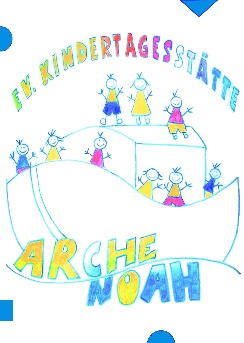 EV. KINDERTAGESSTÄTTE
ARCHE
NOAH